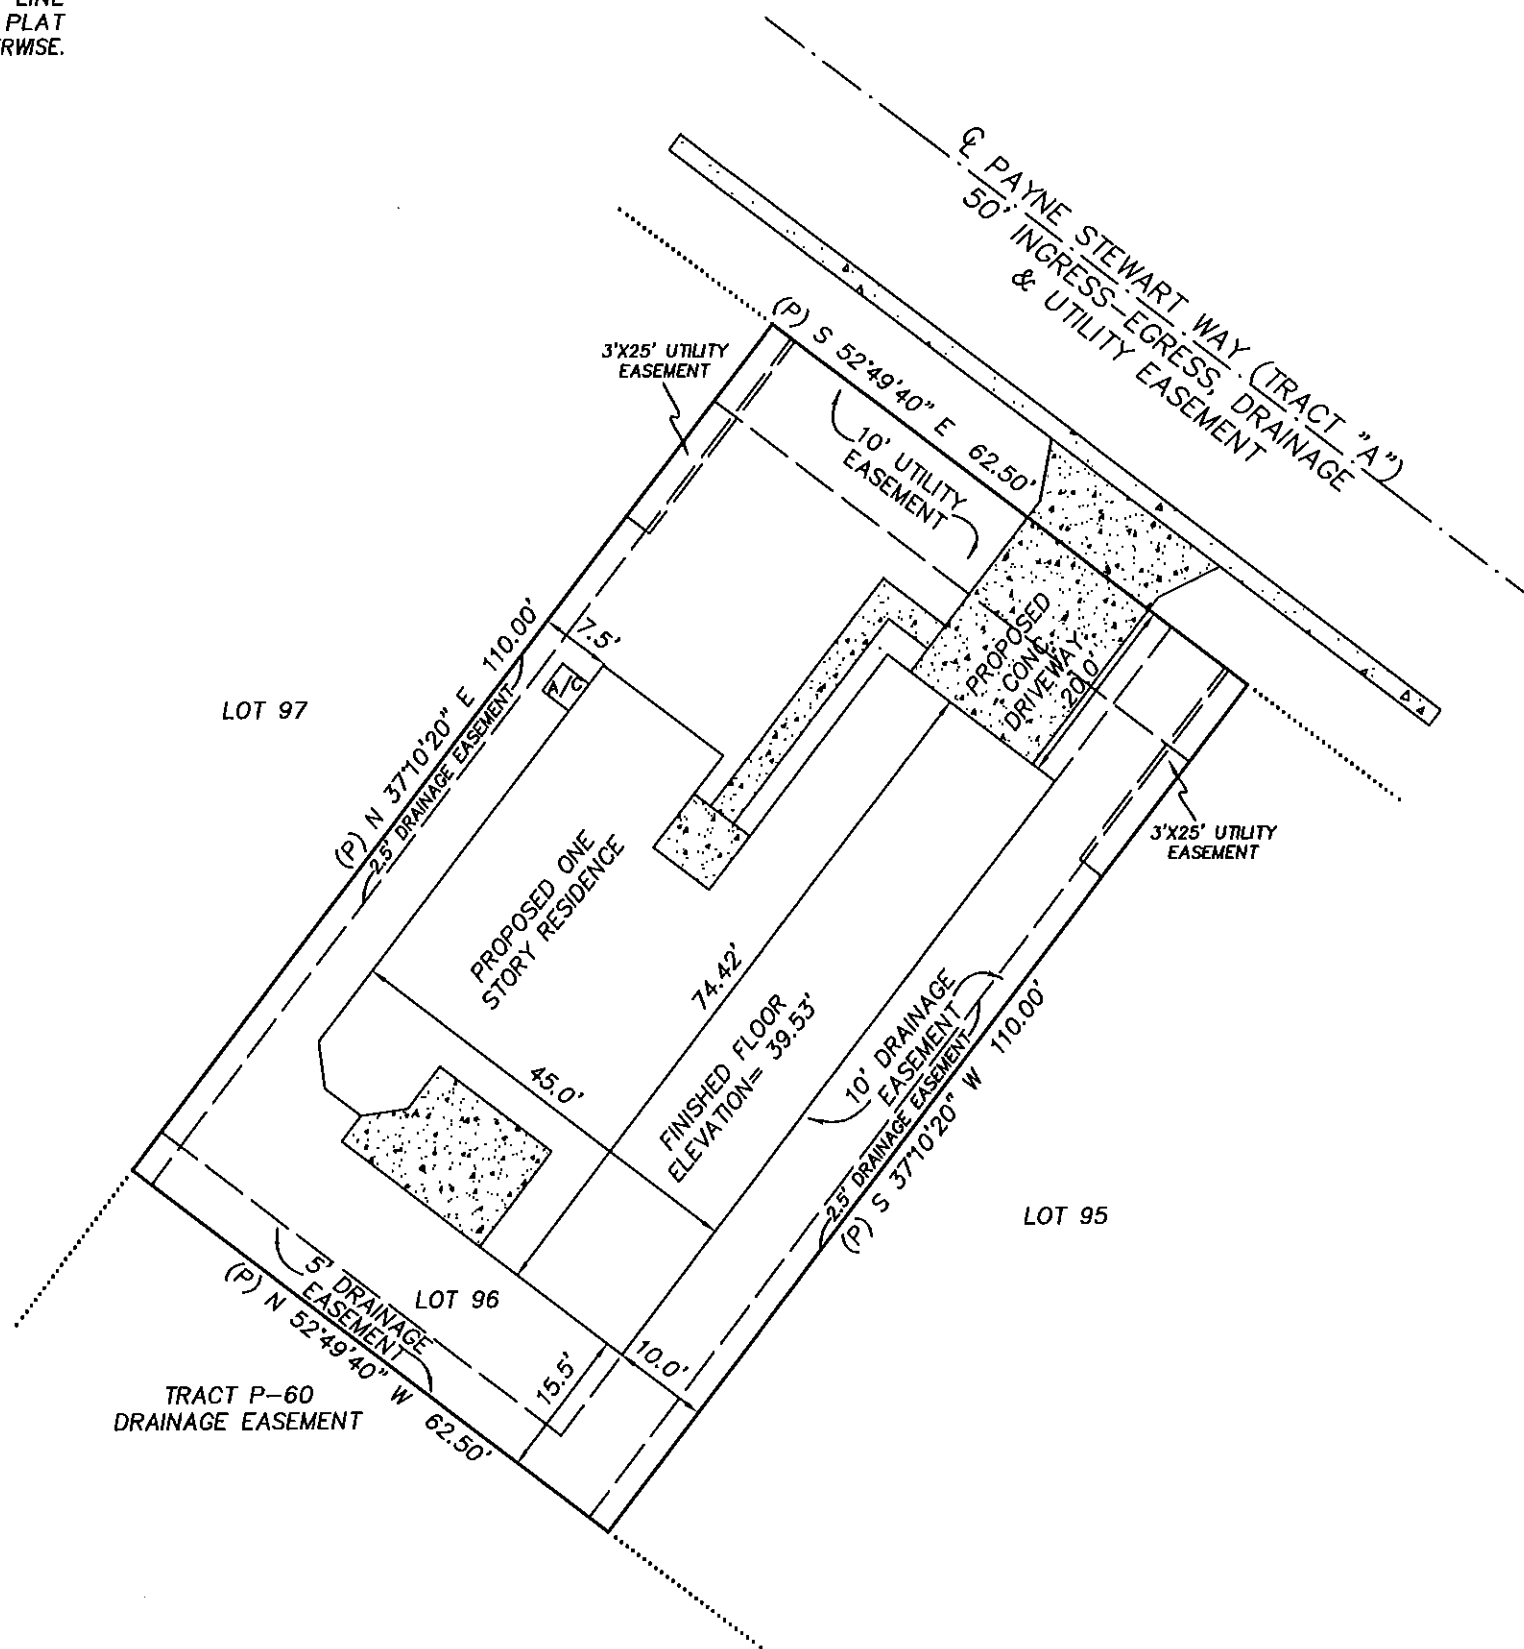 LINE
PLAT
RWISE.
℄ PAYNE STEWART WAY (TRACT "A")
50' INGRESS-EGRESS, DRAINAGE
& UTILITY EASEMENT
(P) S 52°49'40" E 62.50'
3'X25' UTILITY
EASEMENT
10' UTILITY
EASEMENT
PROPOSED
CONC.
DRIVEWAY
20.0'
7.5'
A/C
(P) N 37°10'20" E 110.00'
2.5' DRAINAGE EASEMENT
LOT 97
3'X25' UTILITY
EASEMENT
PROPOSED ONE
STORY RESIDENCE
74.42'
FINISHED FLOOR
ELEVATION= 39.53'
45.0'
10' DRAINAGE
EASEMENT
2.5' DRAINAGE EASEMENT
(P) S 37°10'20" W 110.00'
LOT 95
5' DRAINAGE
EASEMENT
LOT 96
(P) N 52°49'40" W 62.50'
15.5'
10.0'
TRACT P-60
DRAINAGE EASEMENT